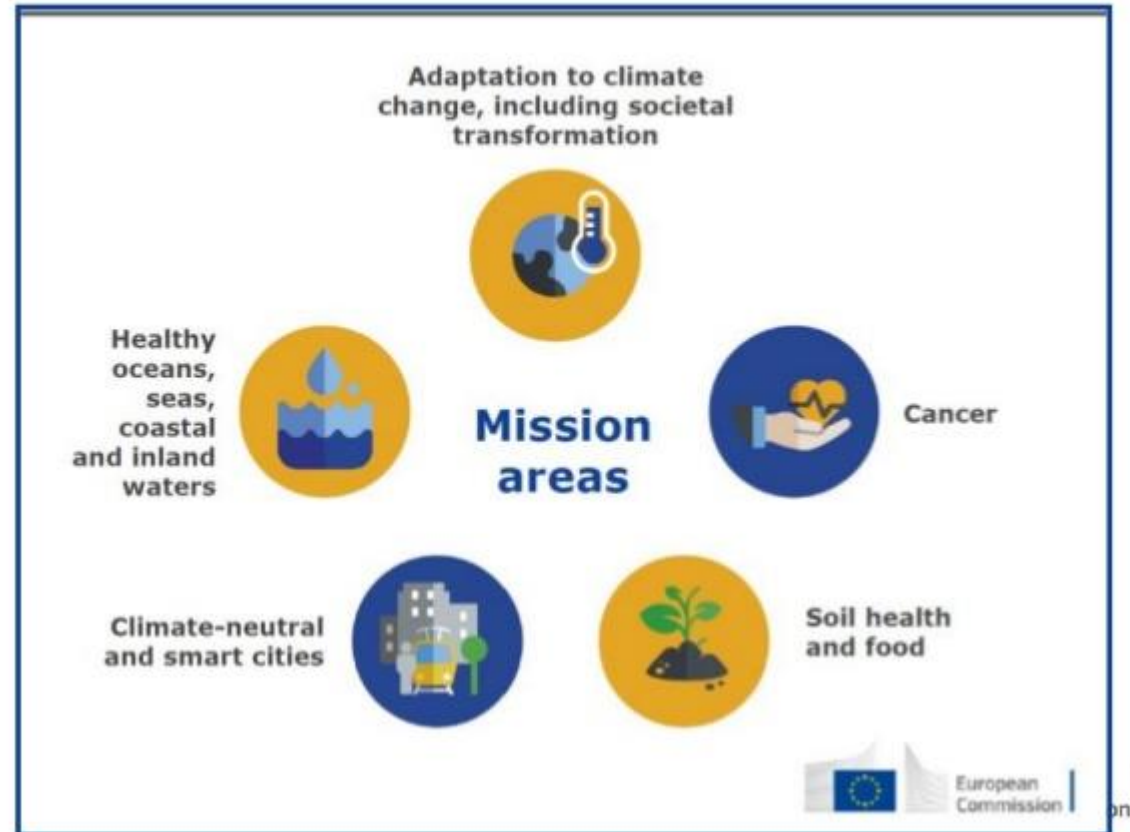 Adaptation to climate
change, including societal
transformation
Healthy
oceans,
seas,
coastal
and inland
waters
Mission
areas
Cancer
Climate-neutral
and smart cities
Soil health
and food
European
Commission
on